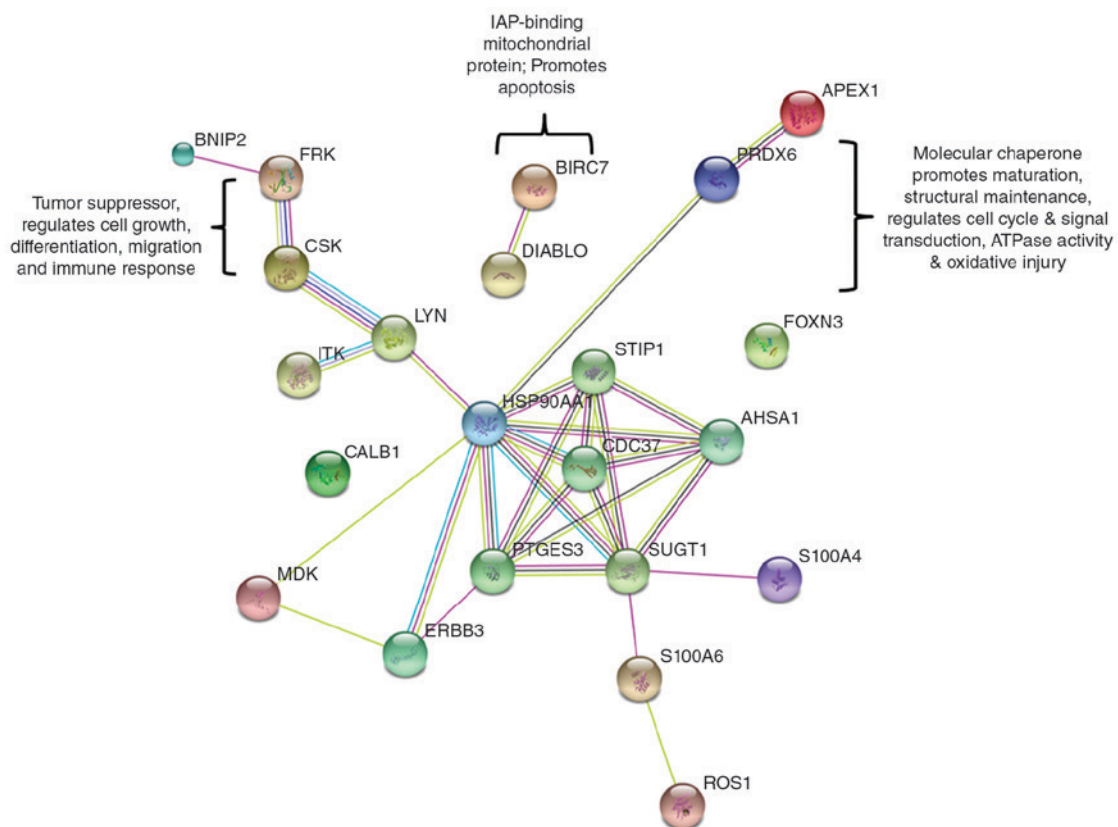 IAP-binding
mitochondrial
protein; Promotes
apoptosis
APEX1
BNIP2
FRK
BIRC7
PRDX6
Molecular chaperone
promotes maturation,
structural maintenance,
regulates cell cycle & signal
transduction, ATPase activity
& oxidative injury
Tumor suppressor,
regulates cell growth,
differentiation, migration
and immune response
CSK
DIABLO
LYN
FOXN3
ITK
STIP1
HSP90AA1
AHSA1
CDC37
CALB1
PTGES3
SUGT1
S100A4
MDK
ERBB3
S100A6
ROS1